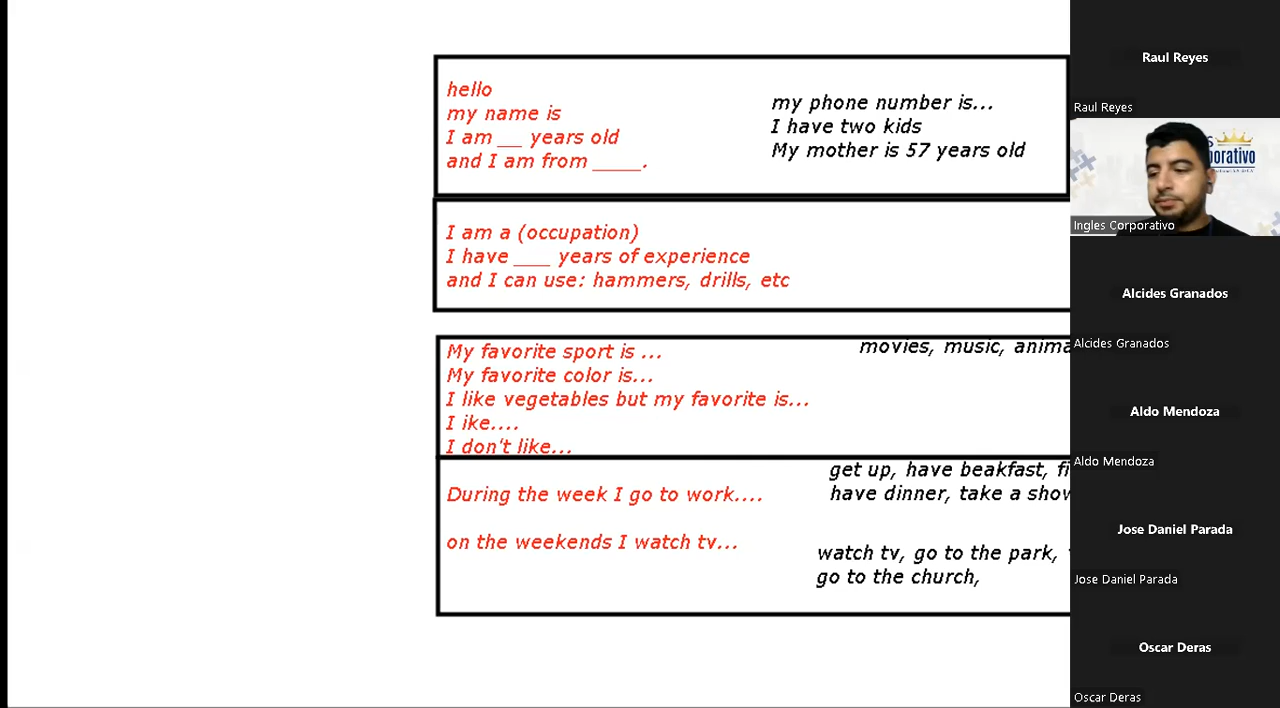 hello
my name is
I am __ years old
and I am from ____.
my phone number is...
I have two kids
My mother is 57 years old
I am a (occupation)
I have ___ years of experience
and I can use: hammers, drills, etc
My favorite sport is ...
My favorite color is...
I like vegetables but my favorite is...
I ike....
I don't like...
movies, music, anima
During the week I go to work....
on the weekends I watch tv...
get up, have beakfast, fi
have dinner, take a show
watch tv, go to the park,
go to the church,
Raul Reyes
Raul Reyes
Ingles Corporativo
Alcides Granados
Alcides Granados
Aldo Mendoza
Aldo Mendoza
Jose Daniel Parada
Jose Daniel Parada
Oscar Deras
Oscar Deras